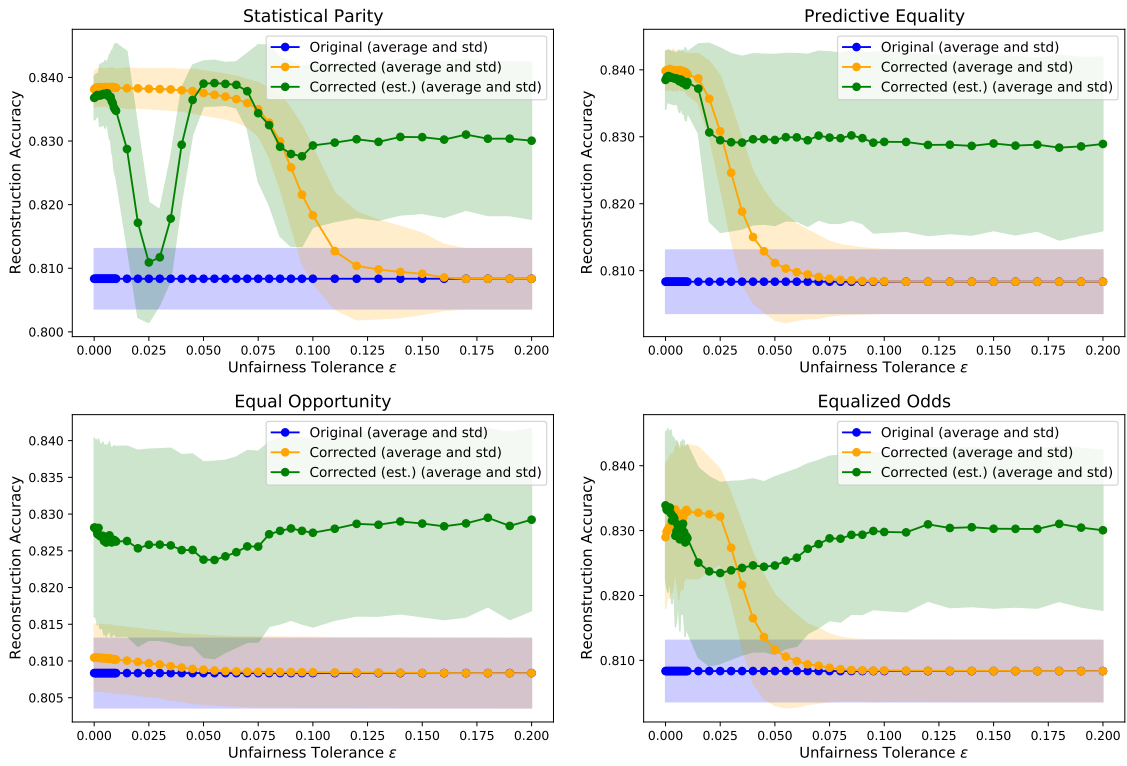 Statistical Parity
Reconstruction Accuracy
0.840
0.830
0.820
0.810
0.800
Original (average and std)
Corrected (average and std)
Corrected (est.) (average and std)
0.000 0.025 0.050 0.075 0.100 0.125 0.150 0.175 0.200
Unfairness Tolerance ε
Predictive Equality
Reconstruction Accuracy
0.840
0.830
0.820
0.810
Original (average and std)
Corrected (average and std)
Corrected (est.) (average and std)
0.000 0.025 0.050 0.075 0.100 0.125 0.150 0.175 0.200
Unfairness Tolerance ε
Equal Opportunity
Reconstruction Accuracy
0.840
0.835
0.830
0.825
0.820
0.815
0.810
0.805
Original (average and std)
Corrected (average and std)
Corrected (est.) (average and std)
0.000 0.025 0.050 0.075 0.100 0.125 0.150 0.175 0.200
Unfairness Tolerance ε
Equalized Odds
Reconstruction Accuracy
0.840
0.830
0.820
0.810
Original (average and std)
Corrected (average and std)
Corrected (est.) (average and std)
0.000 0.025 0.050 0.075 0.100 0.125 0.150 0.175 0.200
Unfairness Tolerance ε